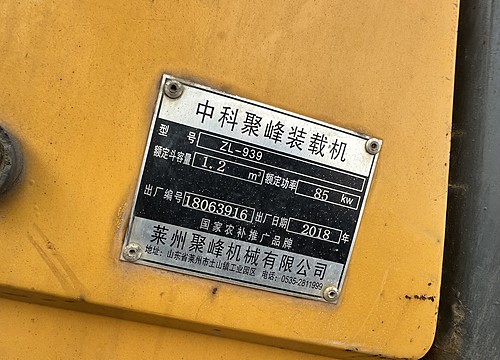 中科聚峰装载机
型号 ZL-939
额定斗容量 1.2 m³ 额定功率 85 kw
出厂编号 18063916 出厂日期 2018 年
国家农补推广品牌
莱州聚峰机械有限公司
地址：山东省莱州市土山镇工业园区 电话：0535-2811999